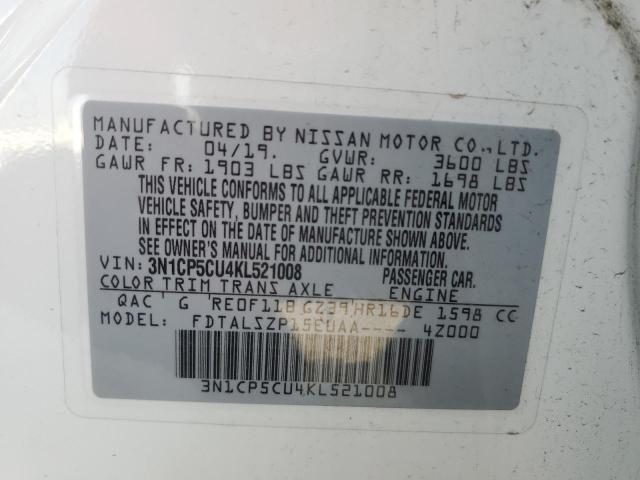 MANUFACTURED BY NISSAN MOTOR CO.,LTD.
DATE: 04/19. GVWR: 3600 LBS
GAWR FR: 1903 LBS GAWR RR: 1698 LBS
THIS VEHICLE CONFORMS TO ALL APPLICABLE FEDERAL MOTOR
VEHICLE SAFETY, BUMPER AND THEFT PREVENTION STANDARDS
IN EFFECT ON THE DATE OF MANUFACTURE SHOWN ABOVE.
SEE OWNER'S MANUAL FOR ADDITIONAL INFORMATION.
VIN: 3N1CP5CU4KL521008 PASSENGER CAR.
COLOR TRIM TRANS AXLE ENGINE
QAC G RE0F11B GZ39 HR16DE 1598 CC
MODEL: FDTALSZP15EUAA---- 4Z000
3N1CP5CU4KL521008